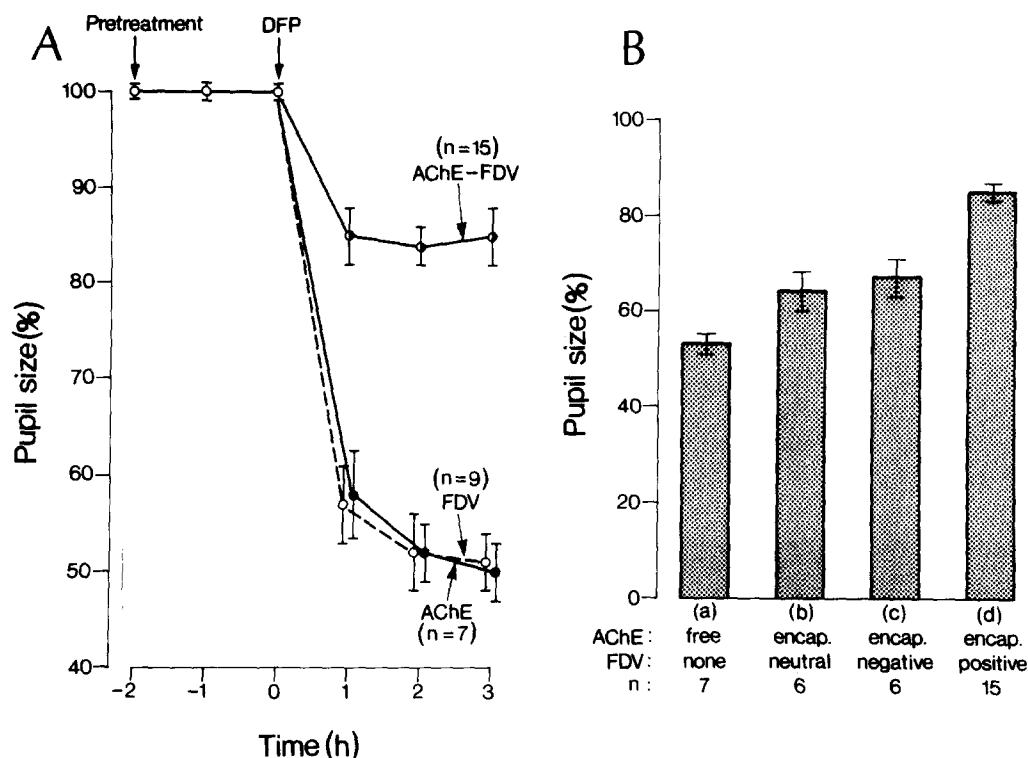 A
Pretreatment
DFP
100
90
80
70
60
50
40
Pupil size (%)
(n=15)
AChE-FDV
(n=9)
FDV
AChE
(n=7)
-2
-1
0
1
2
3
Time (h)
B
100
80
60
40
20
0
Pupil size (%)
(a) (b) (c) (d)
AChE: free encap. encap. encap.
FDV: none neutral negative positive
n: 7 6 6 15